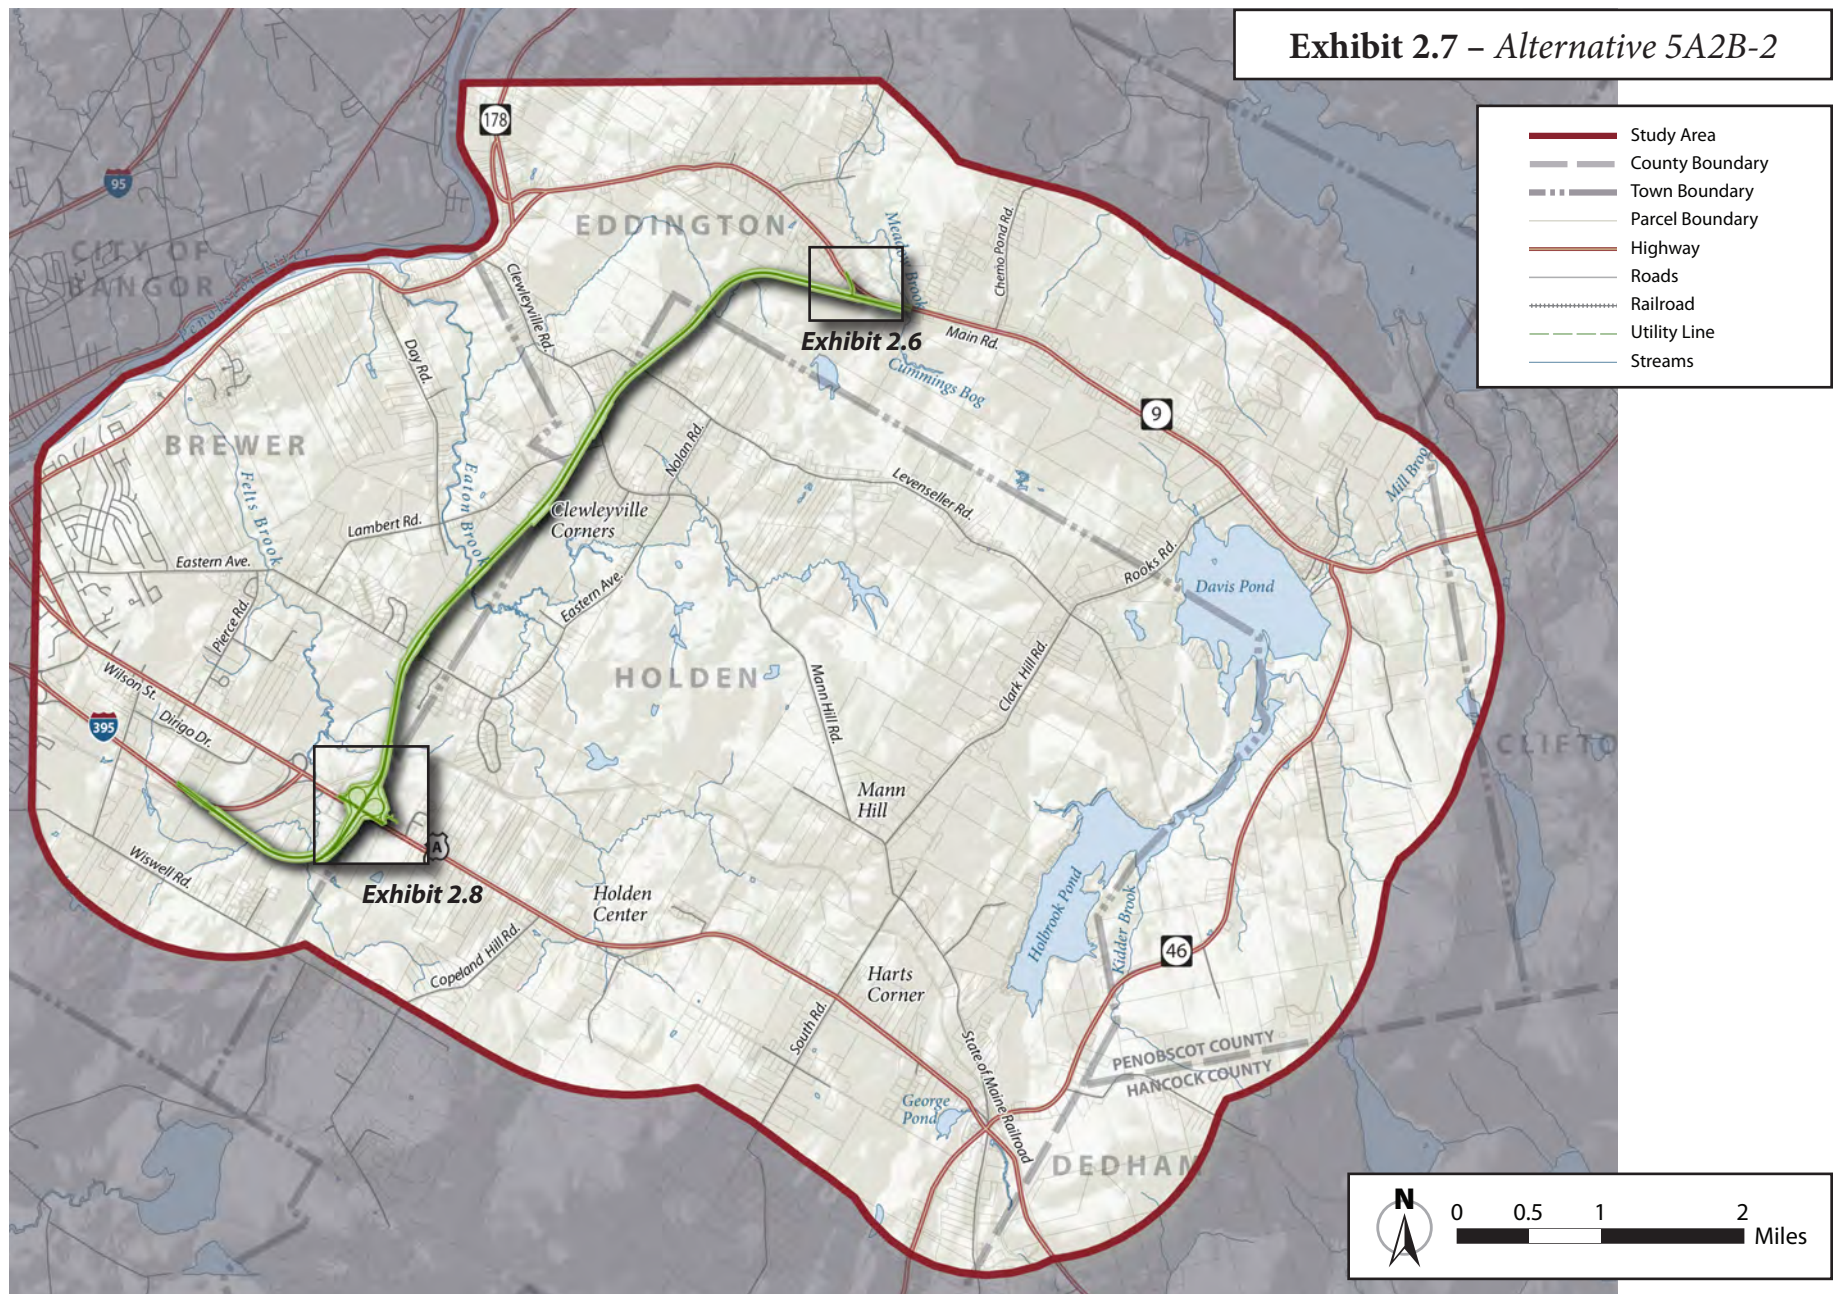 Exhibit 2.7 – Alternative 5A2B-2
Study Area
County Boundary
Town Boundary
Parcel Boundary
Highway
Roads
Railroad
Utility Line
Streams
178
95
CITY OF
BANGOR
EDDINGTON
Meadow Brook
Chemo Pond Rd.
Clewleyville Rd.
Exhibit 2.6
Main Rd.
Cummings Bog
Day Rd.
9
BREWER
Nolan Rd.
Felts Brook
Eaton Brook
Levenseller Rd.
Mill Broo
Clewleyville
Corners
Lambert Rd.
Eastern Ave.
Eastern Ave.
Rooks Rd.
Davis Pond
Pierce Rd.
HOLDEN
Mann Hill Rd.
Clark Hill Rd.
Wilson St.
395
Dirigo Dr.
CLIFTO
Mann
Hill
A
Wiswell Rd.
Exhibit 2.8
Holden
Center
Holbrook Pond
Kidder Brook
Copeland Hill Rd.
46
Harts
Corner
South Rd.
State of Maine Railroad
PENOBSCOT COUNTY
HANCOCK COUNTY
George
Pond
DEDHAM
N
0 0.5 1 2
Miles